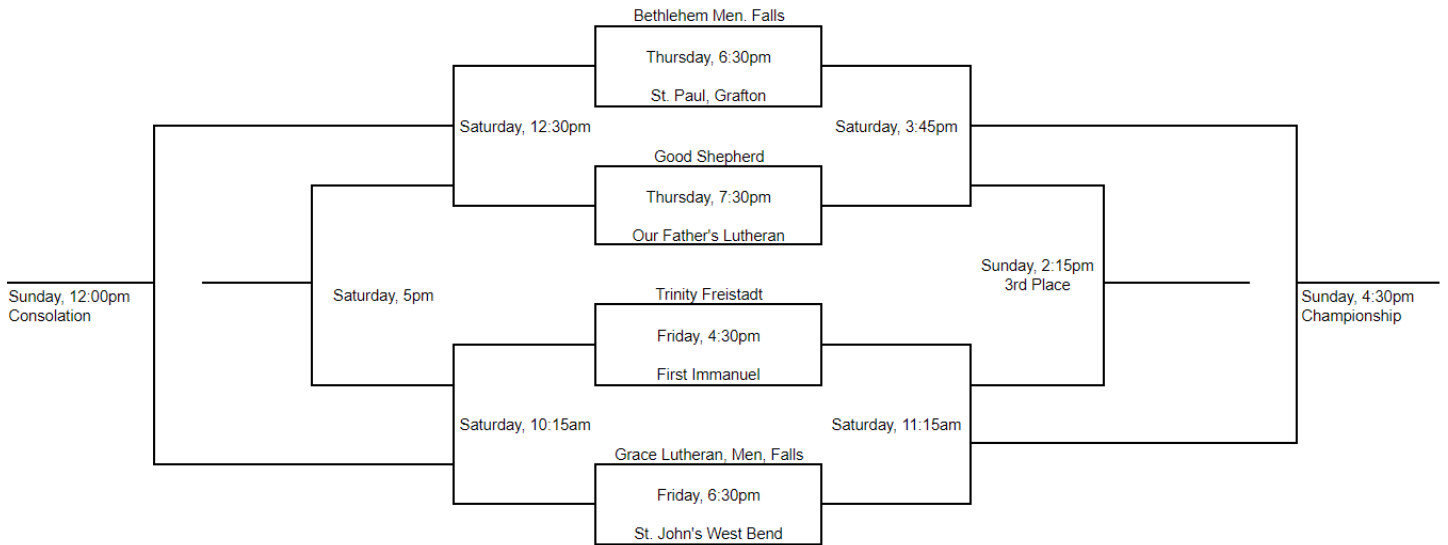 Bethlehem Men. Falls
Thursday, 6:30pm
St. Paul, Grafton
Saturday, 12:30pm
Saturday, 3:45pm
Good Shepherd
Thursday, 7:30pm
Our Father's Lutheran
Sunday, 12:00pm
Consolation
Saturday, 5pm
Sunday, 2:15pm
3rd Place
Sunday, 4:30pm
Championship
Trinity Freistadt
Friday, 4:30pm
First Immanuel
Saturday, 10:15am
Saturday, 11:15am
Grace Lutheran, Men, Falls
Friday, 6:30pm
St. John's West Bend